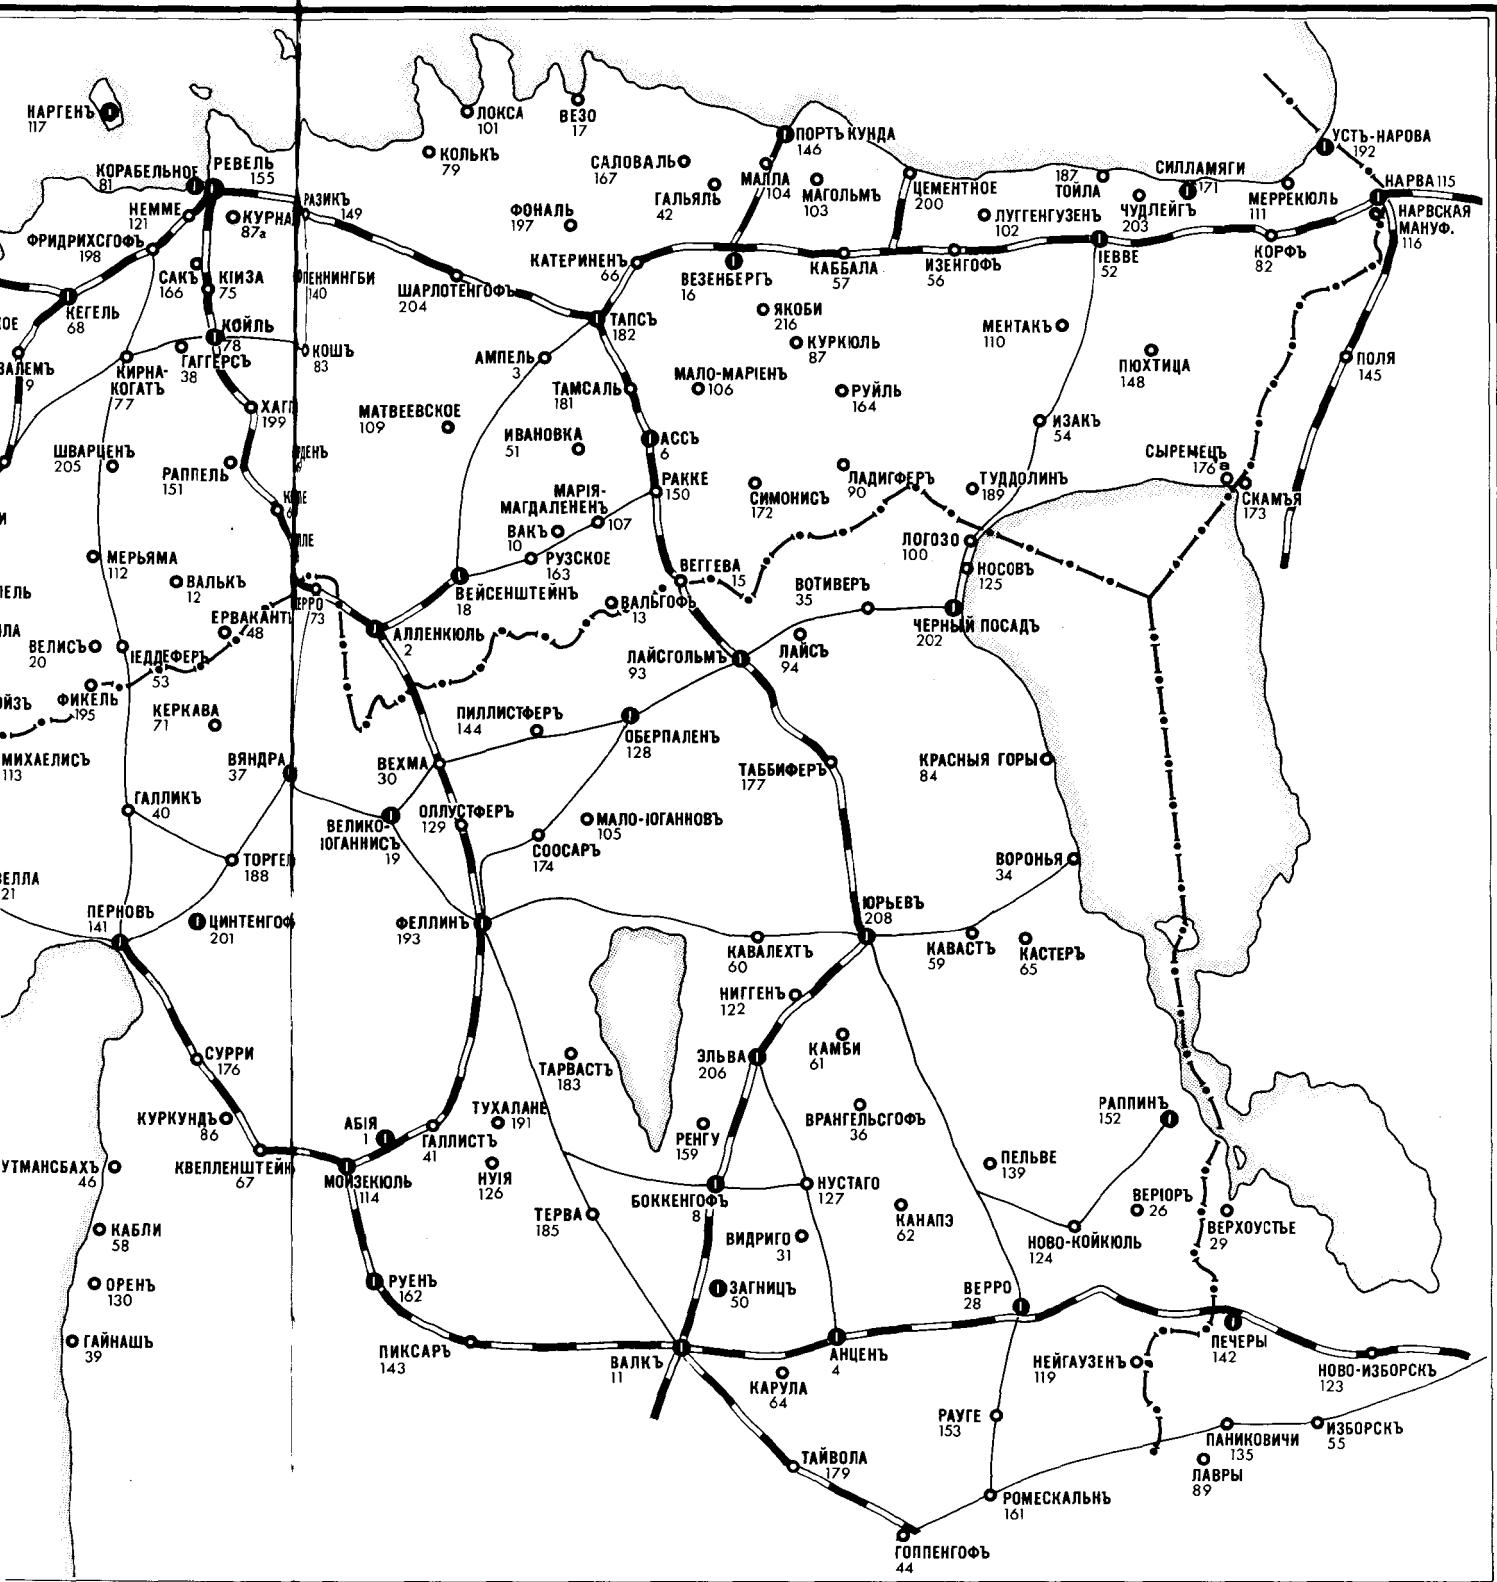 НАРГЕНЪ
117
ЛОКСА
101
ВЕЗО
17
КОЛЬКЪ
79
САЛОВАЛЬ
167
ПОРТЪ КУНДА
146
МАЛЛА
104
ГАЛЬЯЛЬ
42
МАГОЛЬМЪ
103
ЦЕМЕНТНОЕ
200
ТОЙЛА
187
СИЛЛАМЯГИ
171
УСТЬ-НАРОВА
192
НАРВА 115
НАРВСКАЯ
МАНУФ.
116
МЕРРЕКЮЛЬ
111
ЧУДЛЕЙГЪ
203
ЛУГГЕНГУЗЕНЪ
102
КОРАБЕЛЬНОЕ
81
РЕВЕЛЬ
155
НЕММЕ
121
КУРНА
87а
РАЗИКЪ
149
ФРИДРИХСГОФЪ
198
ФОНАЛЬ
197
САКЪ
166
КІИЗА
75
ПЕННИНГБИ
140
ШАРЛОТЕНГОФЪ
204
КАТЕРИНЕНЪ
66
ВЕЗЕНБЕРГЪ
16
КАББАЛА
57
ИЗЕНГОФЪ
56
ІЕВВЕ
52
КОРФЪ
82
КЕГЕЛЬ
68
КОЙЛЬ
78
ГАГГЕРСЪ
38
КОШЪ
83
КИРНА-
КОГАТЪ
77
ТАПСЪ
182
АМПЕЛЬ
3
ЯКОБИ
216
КУРКЮЛЬ
87
МЕНТАКЪ
110
ПЮХТИЦА
148
ПОЛЯ
145
ТАМСАЛЬ
181
МАЛО-МАРІЕНЪ
106
РУЙЛЬ
164
ИЗАКЪ
54
199
МАТВЕЕВСКОЕ
109
ИВАНОВКА
51
АССЪ
6
ШВАРЦЕНЪ
205
РАППЕЛЬ
151
РАККЕ
150
МАРІЯ-
МАГДАЛЕНЕНЪ
107
СИМОНИСЪ
172
ЛАДИГФЕРЪ
90
ТУДДОЛИНЪ
189
СЫРЕМЕЦЪ
176а
СКАМЬЯ
173
ВАКЪ
10
РУЗСКОЕ
163
МЕРЬЯМА
112
ВАЛЬКЪ
12
ВЕЙСЕНШТЕЙНЪ
18
ВЕГГЕВА
15
ЛОГОЗО
100
НОСОВЪ
125
ВАЛЬГОФЪ
13
ВОТИВЕРЪ
35
ЧЕРНЫЙ ПОСАДЪ
202
73
ЕРВАКАНТЪ
48
АЛЛЕНКЮЛЬ
2
ВЕЛИСЪ
20
ІЕДДЕФЕРЪ
53
ЛАЙСЪ
94
ЛАЙСГОЛЬМЪ
93
ФИКЕЛЬ
195
КЕРКАВА
71
ПИЛЛИСТФЕРЪ
144
ОБЕРПАЛЕНЪ
128
МИХАЕЛИСЪ
113
ВЯНДРА
37
ВЕХМА
30
ТАББИФЕРЪ
177
КРАСНЫЯ ГОРЫ
84
ГАЛЛИКЪ
40
ВЕЛИКО-
ІОГАННИСЪ
19
ОЛЛУСТФЕРЪ
129
МАЛО-ІОГАННОВЪ
105
СООСАРЪ
174
ВОРОНЬЯ
34
188
ПЕРНОВЪ
141
201
ФЕЛЛИНЪ
193
ЮРЬЕВЪ
208
КАВАЛЕХТЪ
60
КАВАСТЪ
59
КАСТЕРЪ
65
НИГГЕНЪ
122
СУРРИ
176
ТАРВАСТЪ
183
ЭЛЬВА
206
КАМБИ
61
КУРКУНДЪ
86
АБІЯ
1
ТУХАЛАНЕ
191
ГАЛЛИСТЪ
41
РЕНГУ
159
ВРАНГЕЛЬСГОФЪ
36
РАППИНЪ
152
КВЕЛЛЕНШТЕЙНЪ
67
МОЙЗЕКЮЛЬ
114
НУІЯ
126
ПЕЛЬВЕ
139
БОККЕНГОФЪ
8
НУСТАГО
127
46
КАБЛИ
58
ТЕРВА
185
ВИДРИГО
31
КАНАПЭ
62
ВЕРІОРЪ
26
ВЕРХОУСТЬЕ
29
НОВО-КОЙКЮЛЬ
124
ОРЕНЪ
130
РУЕНЪ
162
ЗАГНИЦЪ
50
ВЕРРО
28
ГАЙНАШЪ
39
ПИКСАРЪ
143
ВАЛКЪ
11
АНЦЕНЪ
4
КАРУЛА
64
ПЕЧЕРЫ
142
НЕЙГАУЗЕНЪ
119
НОВО-ИЗБОРСКЪ
123
РАУГЕ
153
ПАНИКОВИЧИ
135
ИЗБОРСКЪ
55
ЛАВРЫ
89
ТАЙВОЛА
179
РОМЕСКАЛЬНЪ
161
ГОППЕНГОФЪ
44